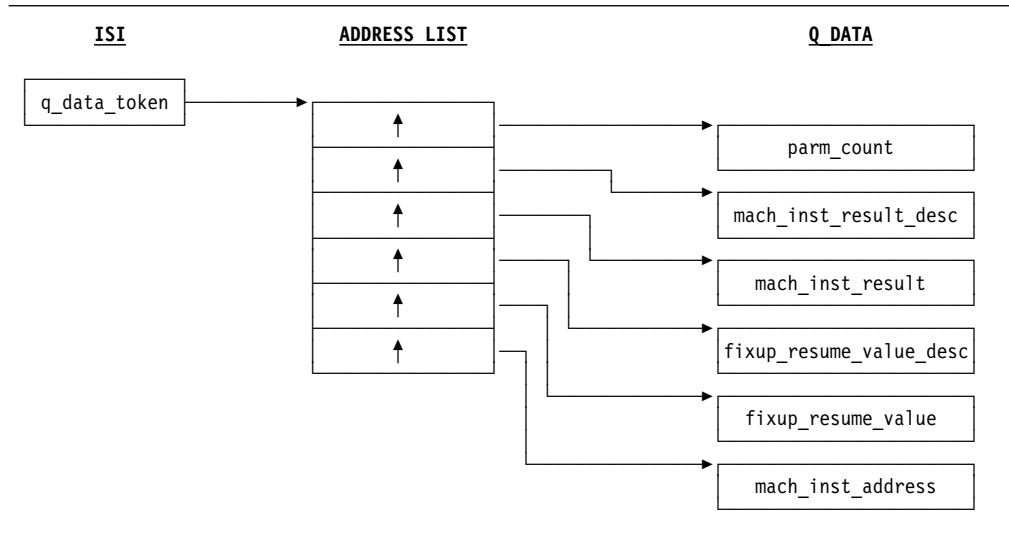 ISI
ADDRESS LIST
Q_DATA
q_data_token
parm_count
mach_inst_result_desc
mach_inst_result
fixup_resume_value_desc
fixup_resume_value
mach_inst_address